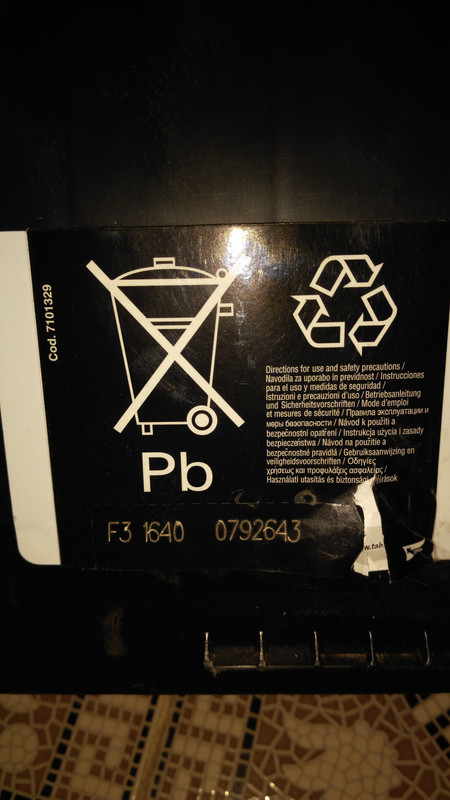 Cod. 7101329
Pb
Directions for use and safety precautions /
Navodila za uporabo in previdnost / Instrucciones
para el uso y medidas de seguridad /
Istruzioni e precauzioni d'uso / Betriebsanleitung
und Sicherheitsvorschriften / Mode d'emploi
et mesures de sécurité / Правила эксплуатации и
меры безопасности / Návod k použití a
bezpečnostní opatření / Instrukcja użycia i zasady
bezpieczeństwa / Návod na použitie a
bezpečnostné pravidlá / Gebruiksaanwijzing en
veiligheidsvoorschriften / Οδηγίες
χρήσεως και προφυλάξεις ασφαλείας /
Használati utasítás és biztonsági
F3 1640 0792643
w.tab